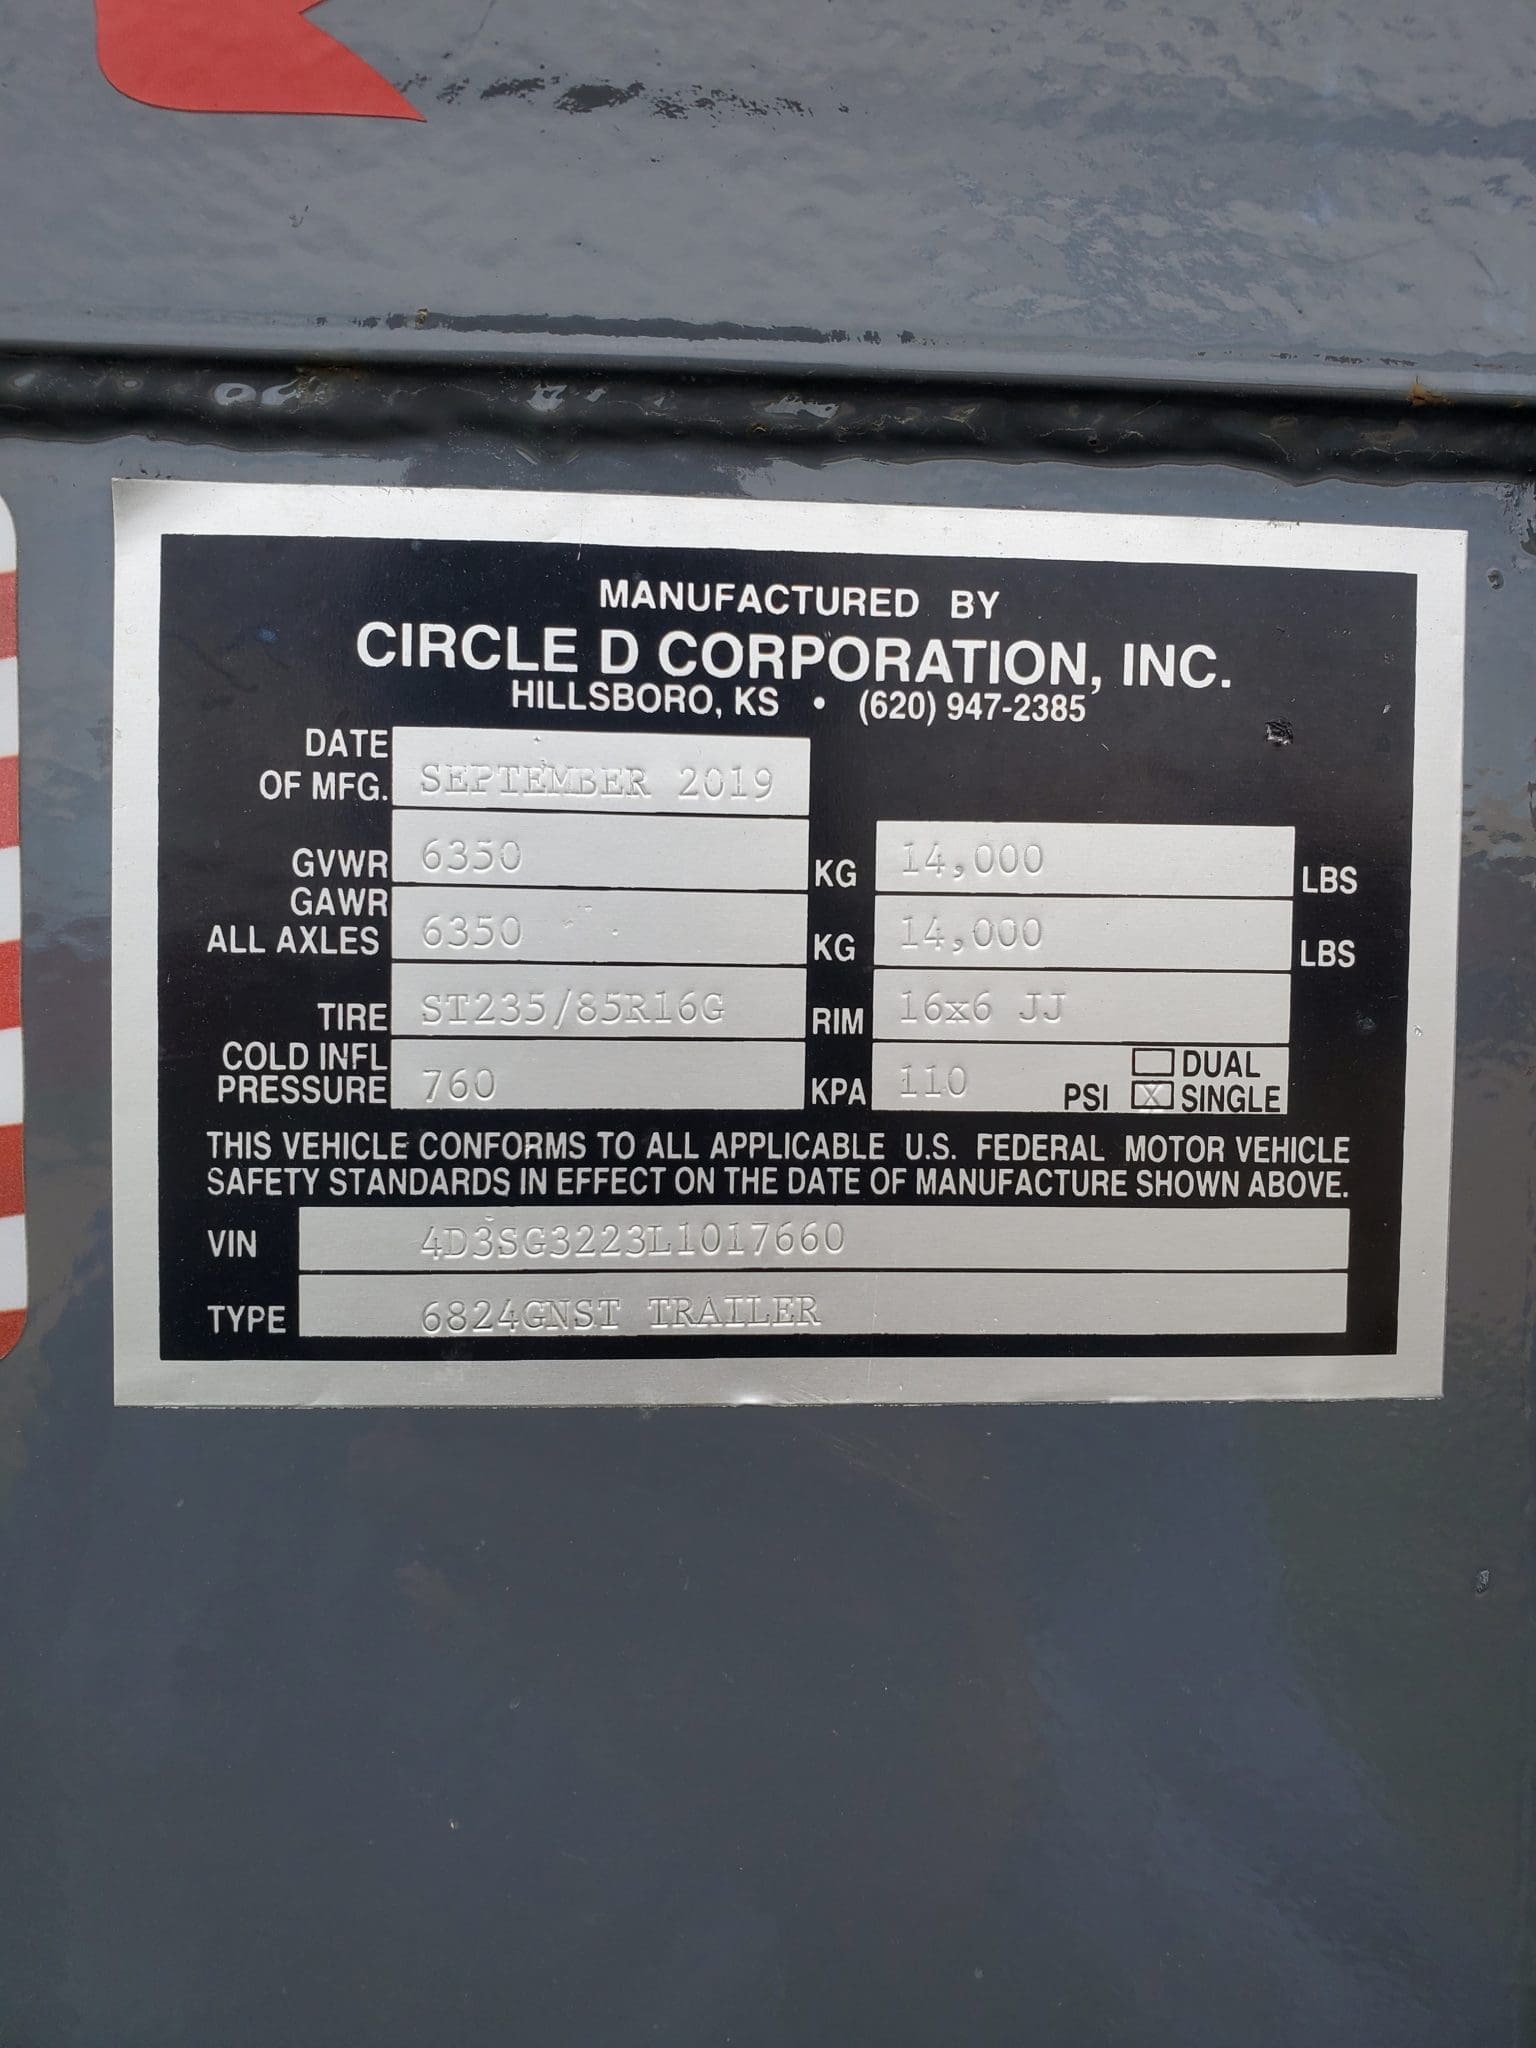 MANUFACTURED BY
CIRCLE D CORPORATION, INC.
HILLSBORO, KS • (620) 947-2385
DATE
OF MFG. SEPTEMBER 2019
GVWR 6350 KG 14,000 LBS
GAWR
ALL AXLES 6350 KG 14,000 LBS
TIRE ST235/85R16G RIM 16x6 JJ
COLD INFL
PRESSURE 760 KPA 110 PSI
DUAL
X SINGLE
THIS VEHICLE CONFORMS TO ALL APPLICABLE U.S. FEDERAL MOTOR VEHICLE
SAFETY STANDARDS IN EFFECT ON THE DATE OF MANUFACTURE SHOWN ABOVE.
VIN 4D3SG3223L1017660
TYPE 6824GNST TRAILER